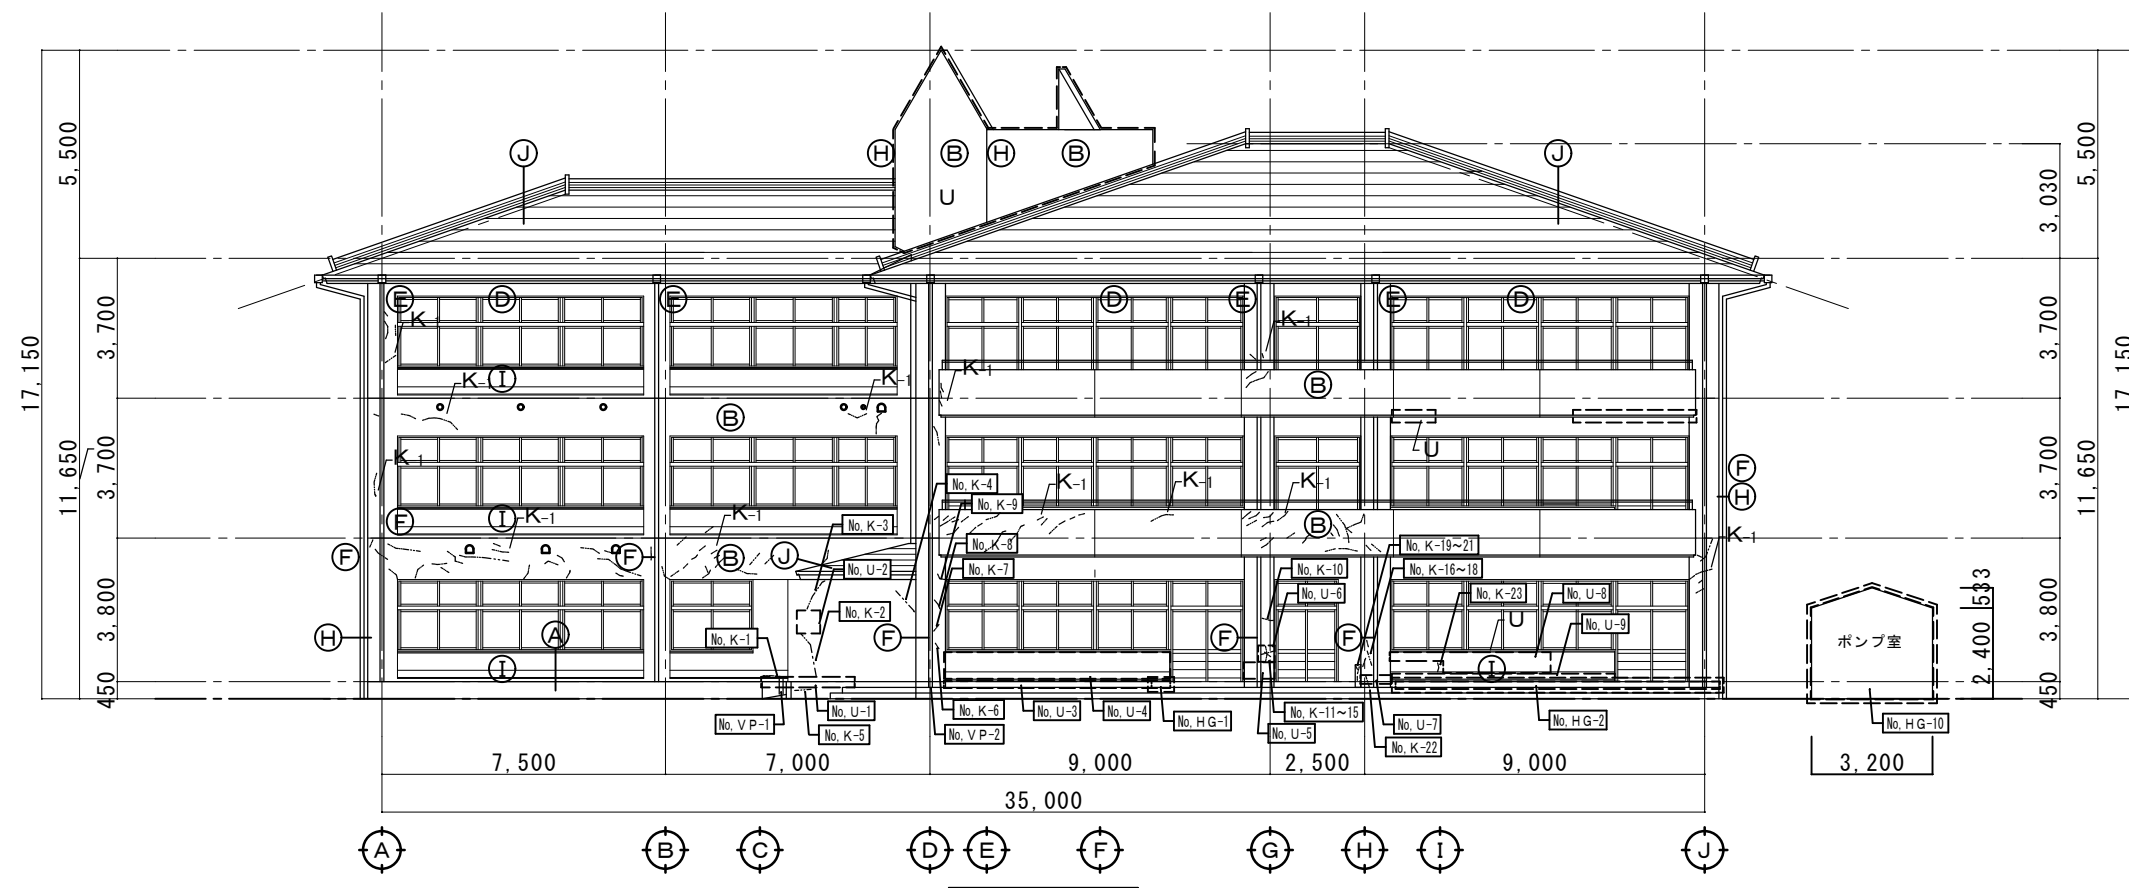 J
H
B
H
B
J
U
5,500
5,500
3,030
E
D
E
D
E
E
D
K-1
K-1
3,700
3,700
K-1
K-1
I
K-1
K-1
B
17,150
17,150
B
U
11,650
3,700
3,700
11,650
K-1
F
H
No, K-4
K-1
K-1
K-1
No, K-9
F
I
K-1
K-1
No, K-3
B
K-1
F
F
B
J
No, K-8
No, K-19~21
No, U-2
No, K-7
No, K-10
No, K-16~18
No, U-6
No, K-23
No, U-8
533
3,800
3,800
No, K-2
U
No, U-9
H
A
No, K-1
F
F
F
ポンプ室
2,400
I
I
450
450
No, VP-1
No, U-1
No, K-5
No, K-6
No, VP-2
No, U-3
No, U-4
No, HG-1
No, K-11~15
No, U-5
No, U-7
No, K-22
No, HG-2
No, HG-10
7,500
7,000
9,000
2,500
9,000
3,200
35,000
A
B
C
D
E
F
G
H
I
J